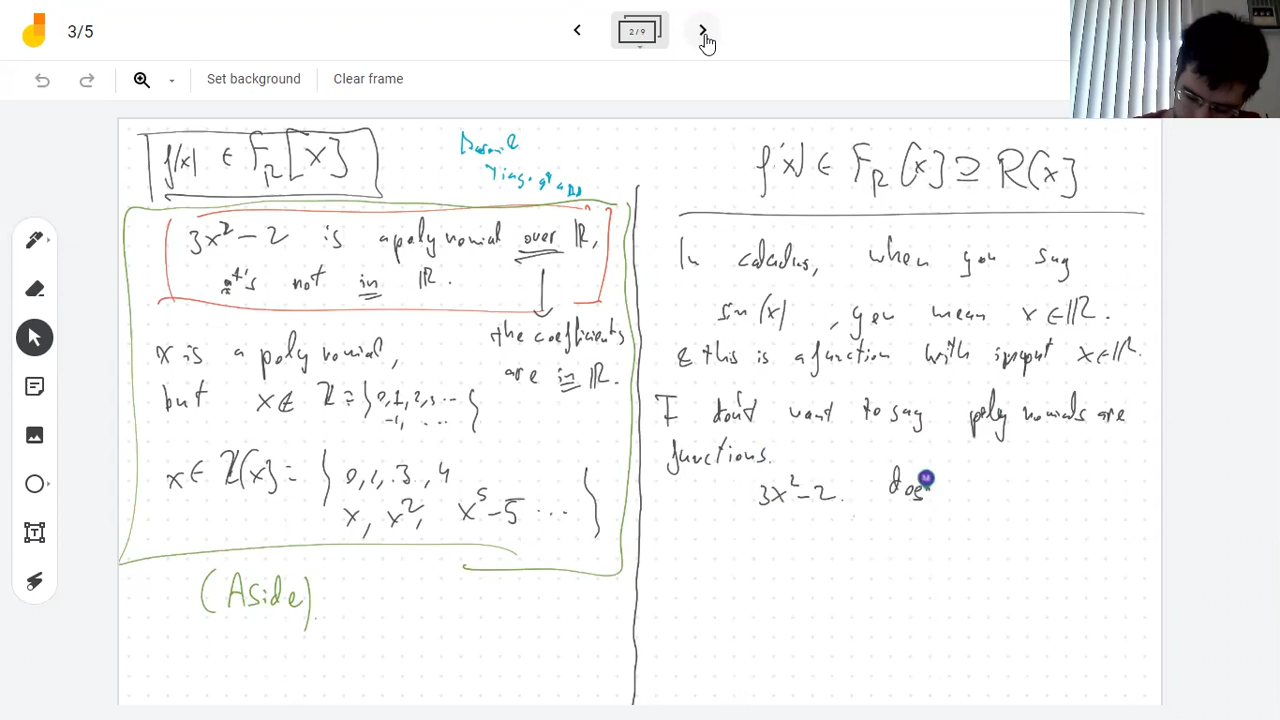 3/5
2/9
Set background
Clear frame
f(x) ∈ F_R[X]
3x² - 2 is a polynomial over ℝ,
it's not in ℝ.
the coefficients
are in ℝ.
x is a polynomial,
but x ∉ ℤ = {0, 1, 2, 3 ...
-1, ... }
x ∈ ℤ[x] = { 0, 1, .3, 4
x, x², x⁵-5 ... }
(Aside)
f(x) ∈ F_R[x] ⊇ R[x]
In calculus, when you say
sin(x), you mean x ∈ ℝ.
& this is a function with input x ∈ ℝ.
I don't want to say polynomials are
functions.
3x² - 2.